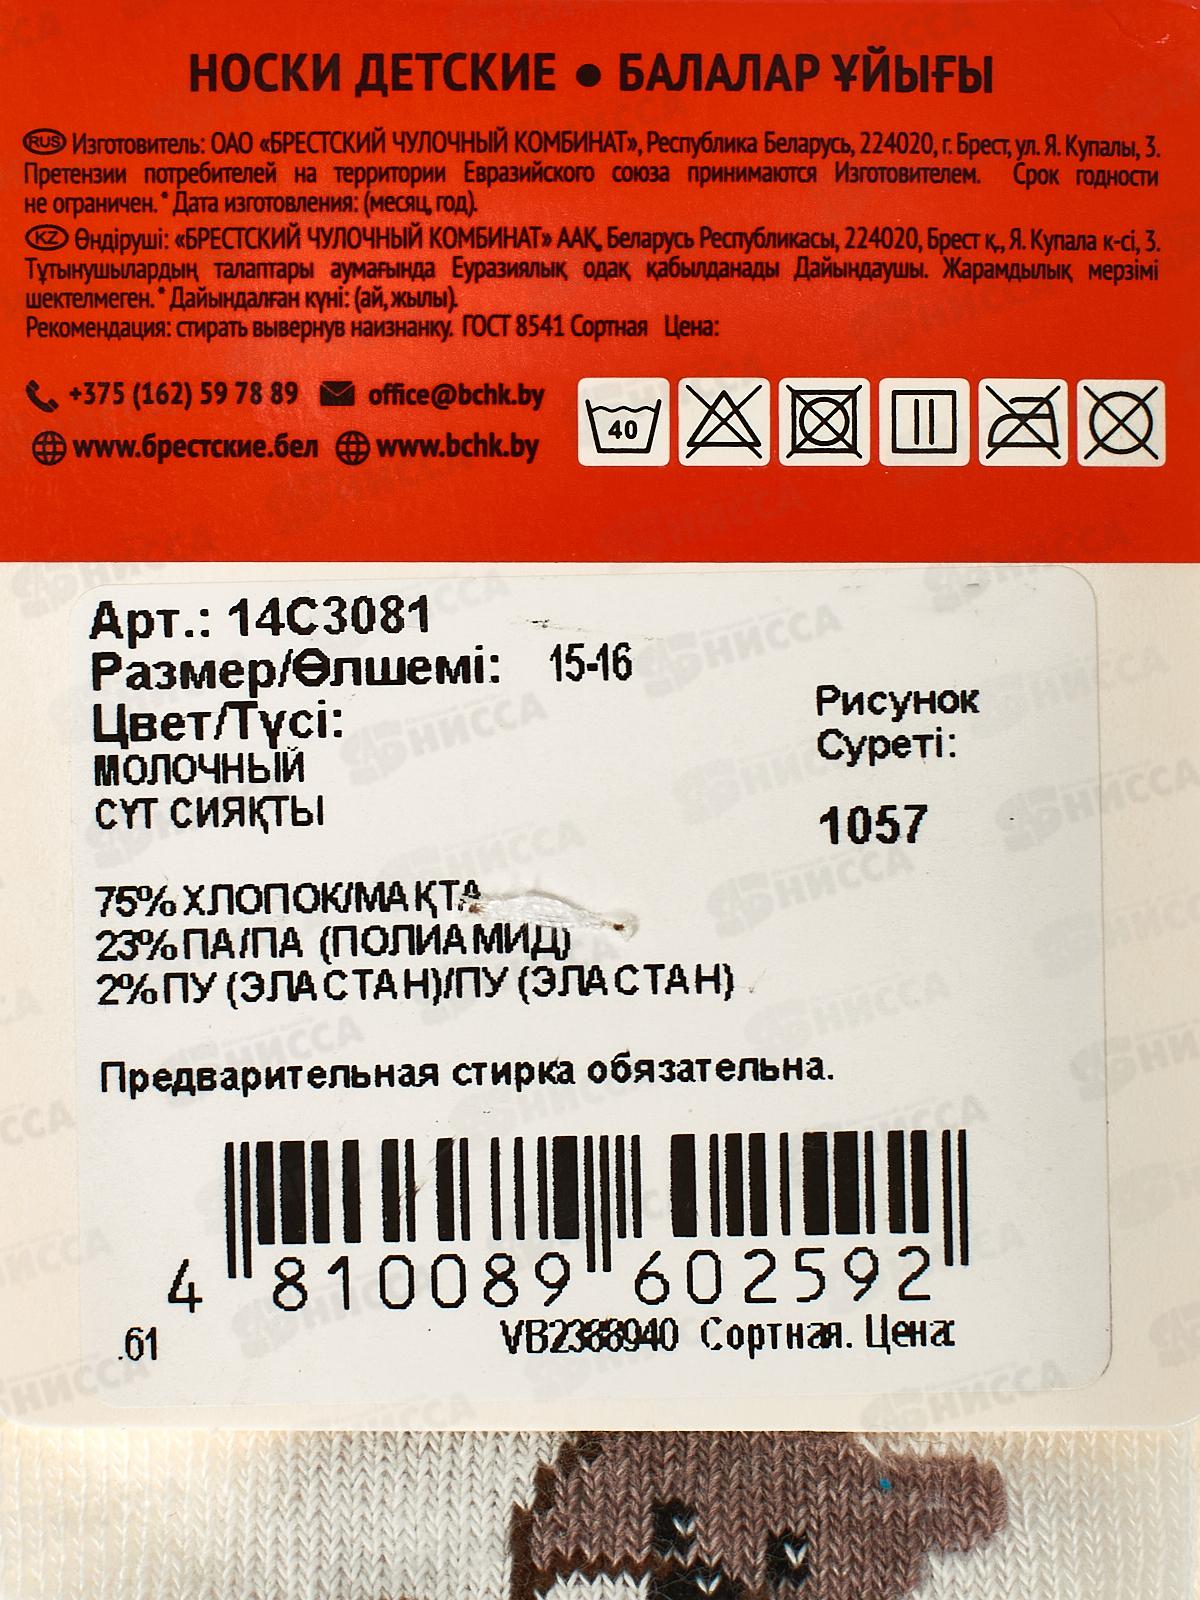 НОСКИ ДЕТСКИЕ ● БАЛАЛАР ҰЙЫҒЫ
RUS Изготовитель: ОАО «БРЕСТСКИЙ ЧУЛОЧНЫЙ КОМБИНАТ», Республика Беларусь, 224020, г. Брест, ул. Я. Купалы, 3.
Претензии потребителей на территории Евразийского союза принимаются Изготовителем. Срок годности
не ограничен. * Дата изготовления: (месяц, год).
KZ Өндіруші: «БРЕСТСКИЙ ЧУЛОЧНЫЙ КОМБИНАТ» ААҚ, Беларусь Республикасы, 224020, Брест қ., Я. Купала к-сі, 3.
Тұтынушылардың талаптары аумағында Еуразиялық одақ қабылданады Дайындаушы. Жарамдылық мерзімі
шектелмеген. * Дайындалған күні: (ай, жылы).
Рекомендация: стирать вывернув наизнанку. ГОСТ 8541 Сортная Цена:
+375 (162) 59 78 89 office@bchk.by
www.брестские.бел www.bchk.by
40
Арт.: 14С3081
Размер/Өлшемі: 15-16
Цвет/Түсі:
МОЛОЧНЫЙ
СҮТ СИЯҚТЫ
Рисунок
Суреті:
1057
75% ХЛОПОК/МАҚТА
23% ПА/ПА (ПОЛИАМИД)
2% ПУ (ЭЛАСТАН)/ПУ (ЭЛАСТАН)
Предварительная стирка обязательна.
4 810089 602592
.61
VB2388940 Сортная. Цена: